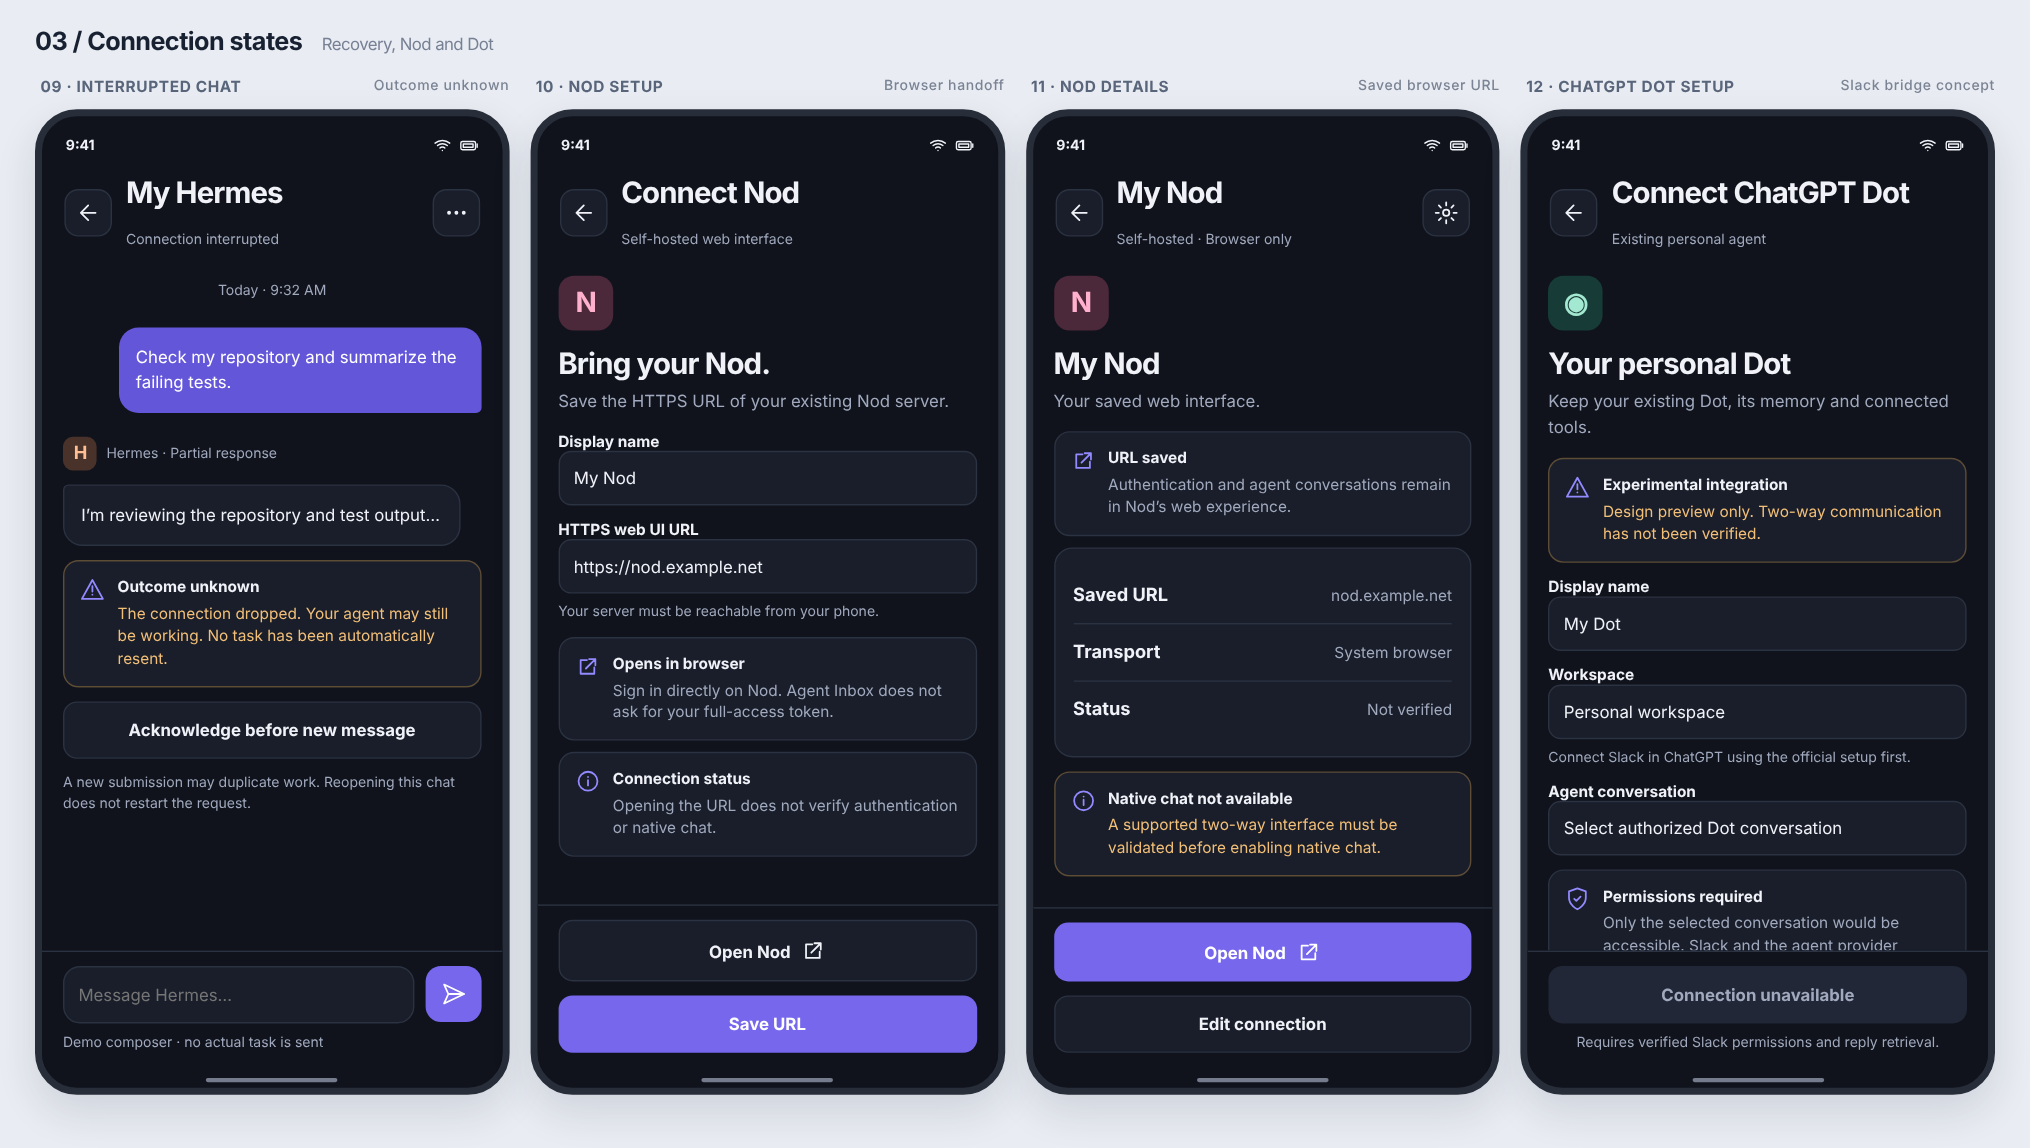 03 / Connection states
Recovery, Nod and Dot
09 · INTERRUPTED CHAT
Outcome unknown
9:41
My Hermes
Connection interrupted
Today · 9:32 AM
Check my repository and summarize the
failing tests.
H
Hermes · Partial response
I’m reviewing the repository and test output...
Outcome unknown
The connection dropped. Your agent may still
be working. No task has been automatically
resent.
Acknowledge before new message
A new submission may duplicate work. Reopening this chat
does not restart the request.
Message Hermes...
Demo composer · no actual task is sent
10 · NOD SETUP
Browser handoff
9:41
Connect Nod
Self-hosted web interface
N
Bring your Nod.
Save the HTTPS URL of your existing Nod server.
Display name
My Nod
HTTPS web UI URL
https://nod.example.net
Your server must be reachable from your phone.
Opens in browser
Sign in directly on Nod. Agent Inbox does not
ask for your full-access token.
Connection status
Opening the URL does not verify authentication
or native chat.
Open Nod
Save URL
11 · NOD DETAILS
Saved browser URL
9:41
My Nod
Self-hosted · Browser only
N
My Nod
Your saved web interface.
URL saved
Authentication and agent conversations remain
in Nod’s web experience.
Saved URL
nod.example.net
Transport
System browser
Status
Not verified
Native chat not available
A supported two-way interface must be
validated before enabling native chat.
Open Nod
Edit connection
12 · CHATGPT DOT SETUP
Slack bridge concept
9:41
Connect ChatGPT Dot
Existing personal agent
Your personal Dot
Keep your existing Dot, its memory and connected
tools.
Experimental integration
Design preview only. Two-way communication
has not been verified.
Display name
My Dot
Workspace
Personal workspace
Connect Slack in ChatGPT using the official setup first.
Agent conversation
Select authorized Dot conversation
Permissions required
Only the selected conversation would be
accessible. Slack and the agent provider
Connection unavailable
Requires verified Slack permissions and reply retrieval.